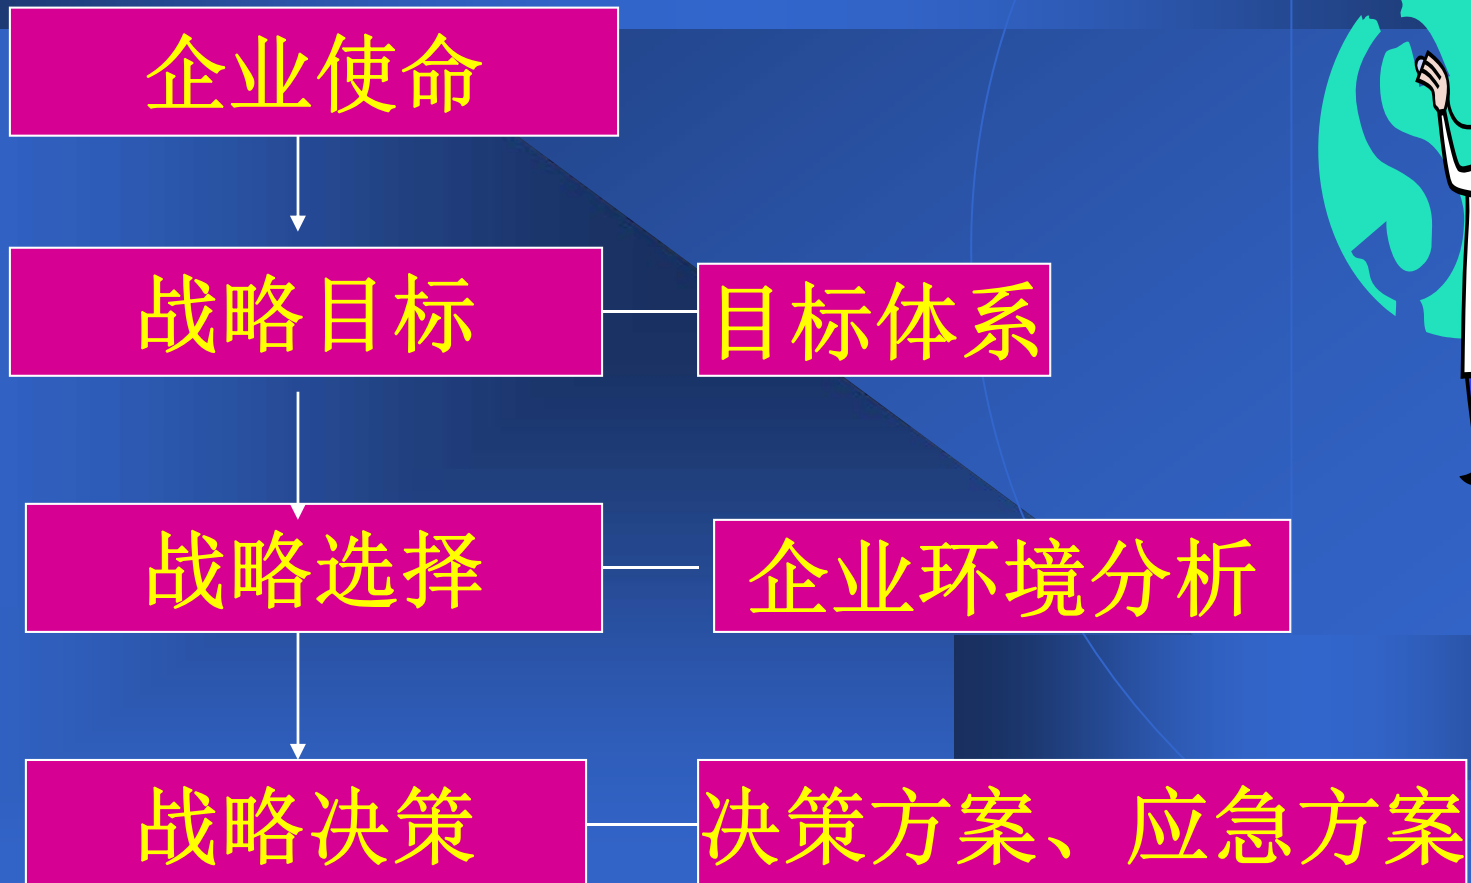 企业使命
战略目标
目标体系
战略选择
企业环境分析
战略决策
决策方案、应急方案